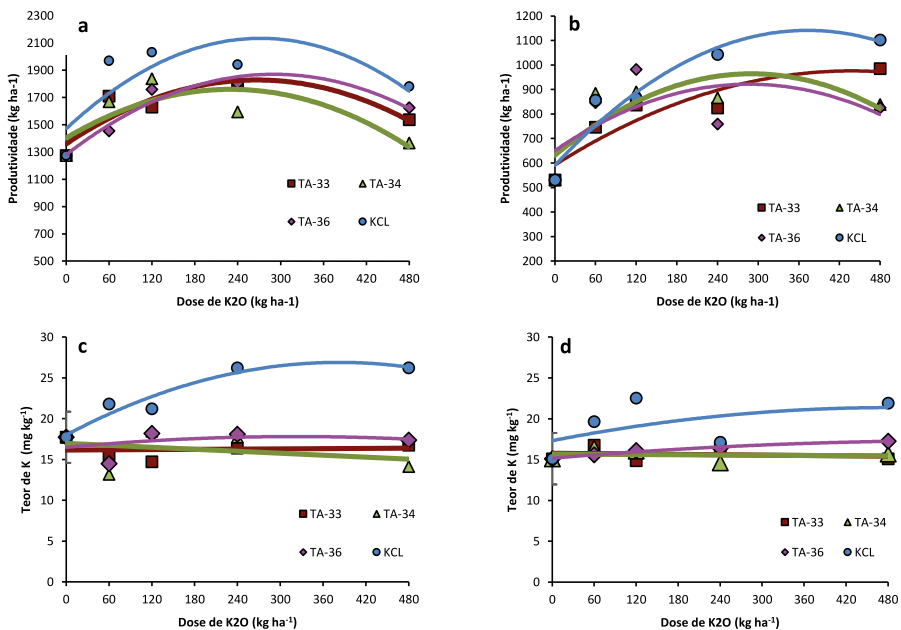 a
Produtividade (kg ha-1)
2300
2100
1900
1700
1500
1300
1100
900
700
500
0 60 120 180 240 300 360 420 480
Dose de K2O (kg ha-1)
TA-33 TA-34
TA-36 KCL
b
Produtividade (kg ha-1)
1200
1100
1000
900
800
700
600
500
400
300
200
0 60 120 180 240 300 360 420 480
Dose de K2O (kg ha-1)
TA-33 TA-34
TA-36 KCL
c
Teor de K (mg kg-1)
30
25
20
15
10
5
0
0 60 120 180 240 300 360 420 480
Dose de K2O (kg ha-1)
TA-33 TA-34
TA-36 KCL
d
Teor de K (mg kg-1)
30
25
20
15
10
5
0
0 60 120 180 240 300 360 420 480
Dose de K2O (kg ha-1)
TA-33 TA-34
TA-36 KCL